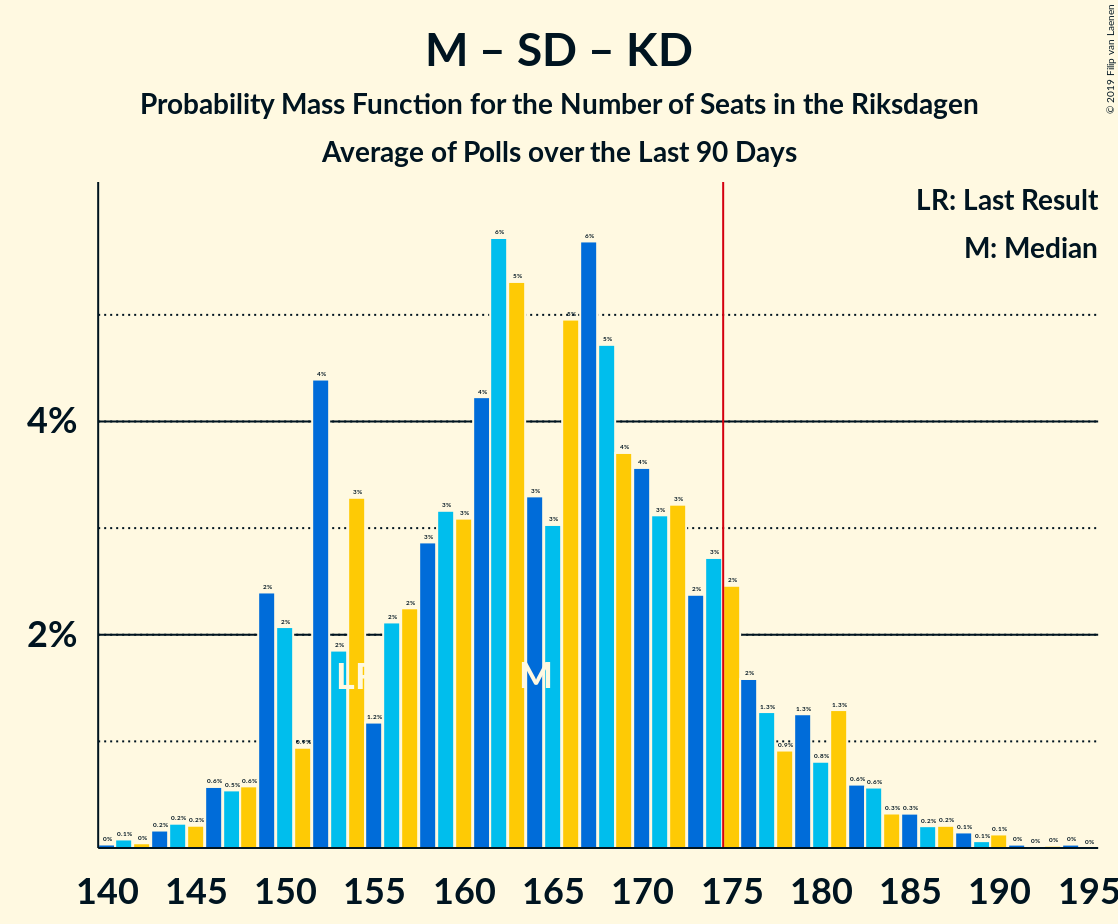 M – SD – KD
Probability Mass Function for the Number of Seats in the Riksdagen
Average of Polls over the Last 90 Days
© 2019 Filip van Laenen
LR: Last Result
M: Median
4%
2%
0% 0.1% 0% 0.2% 0.2% 0.2% 0.6% 0.5% 0.6% 2% 2% 0.9% 4% 2% 3% 1.2% 2% 2% 3% 3% 3% 4% 6% 5% 3% 3% 5% 6% 5% 4% 4% 3% 3% 2% 3% 2% 2% 1.3% 0.9% 1.3% 0.8% 1.3% 0.6% 0.6% 0.3% 0.3% 0.2% 0.2% 0.1% 0.1% 0.1% 0% 0% 0% 0% 0%
LR M
140 145 150 155 160 165 170 175 180 185 190 195